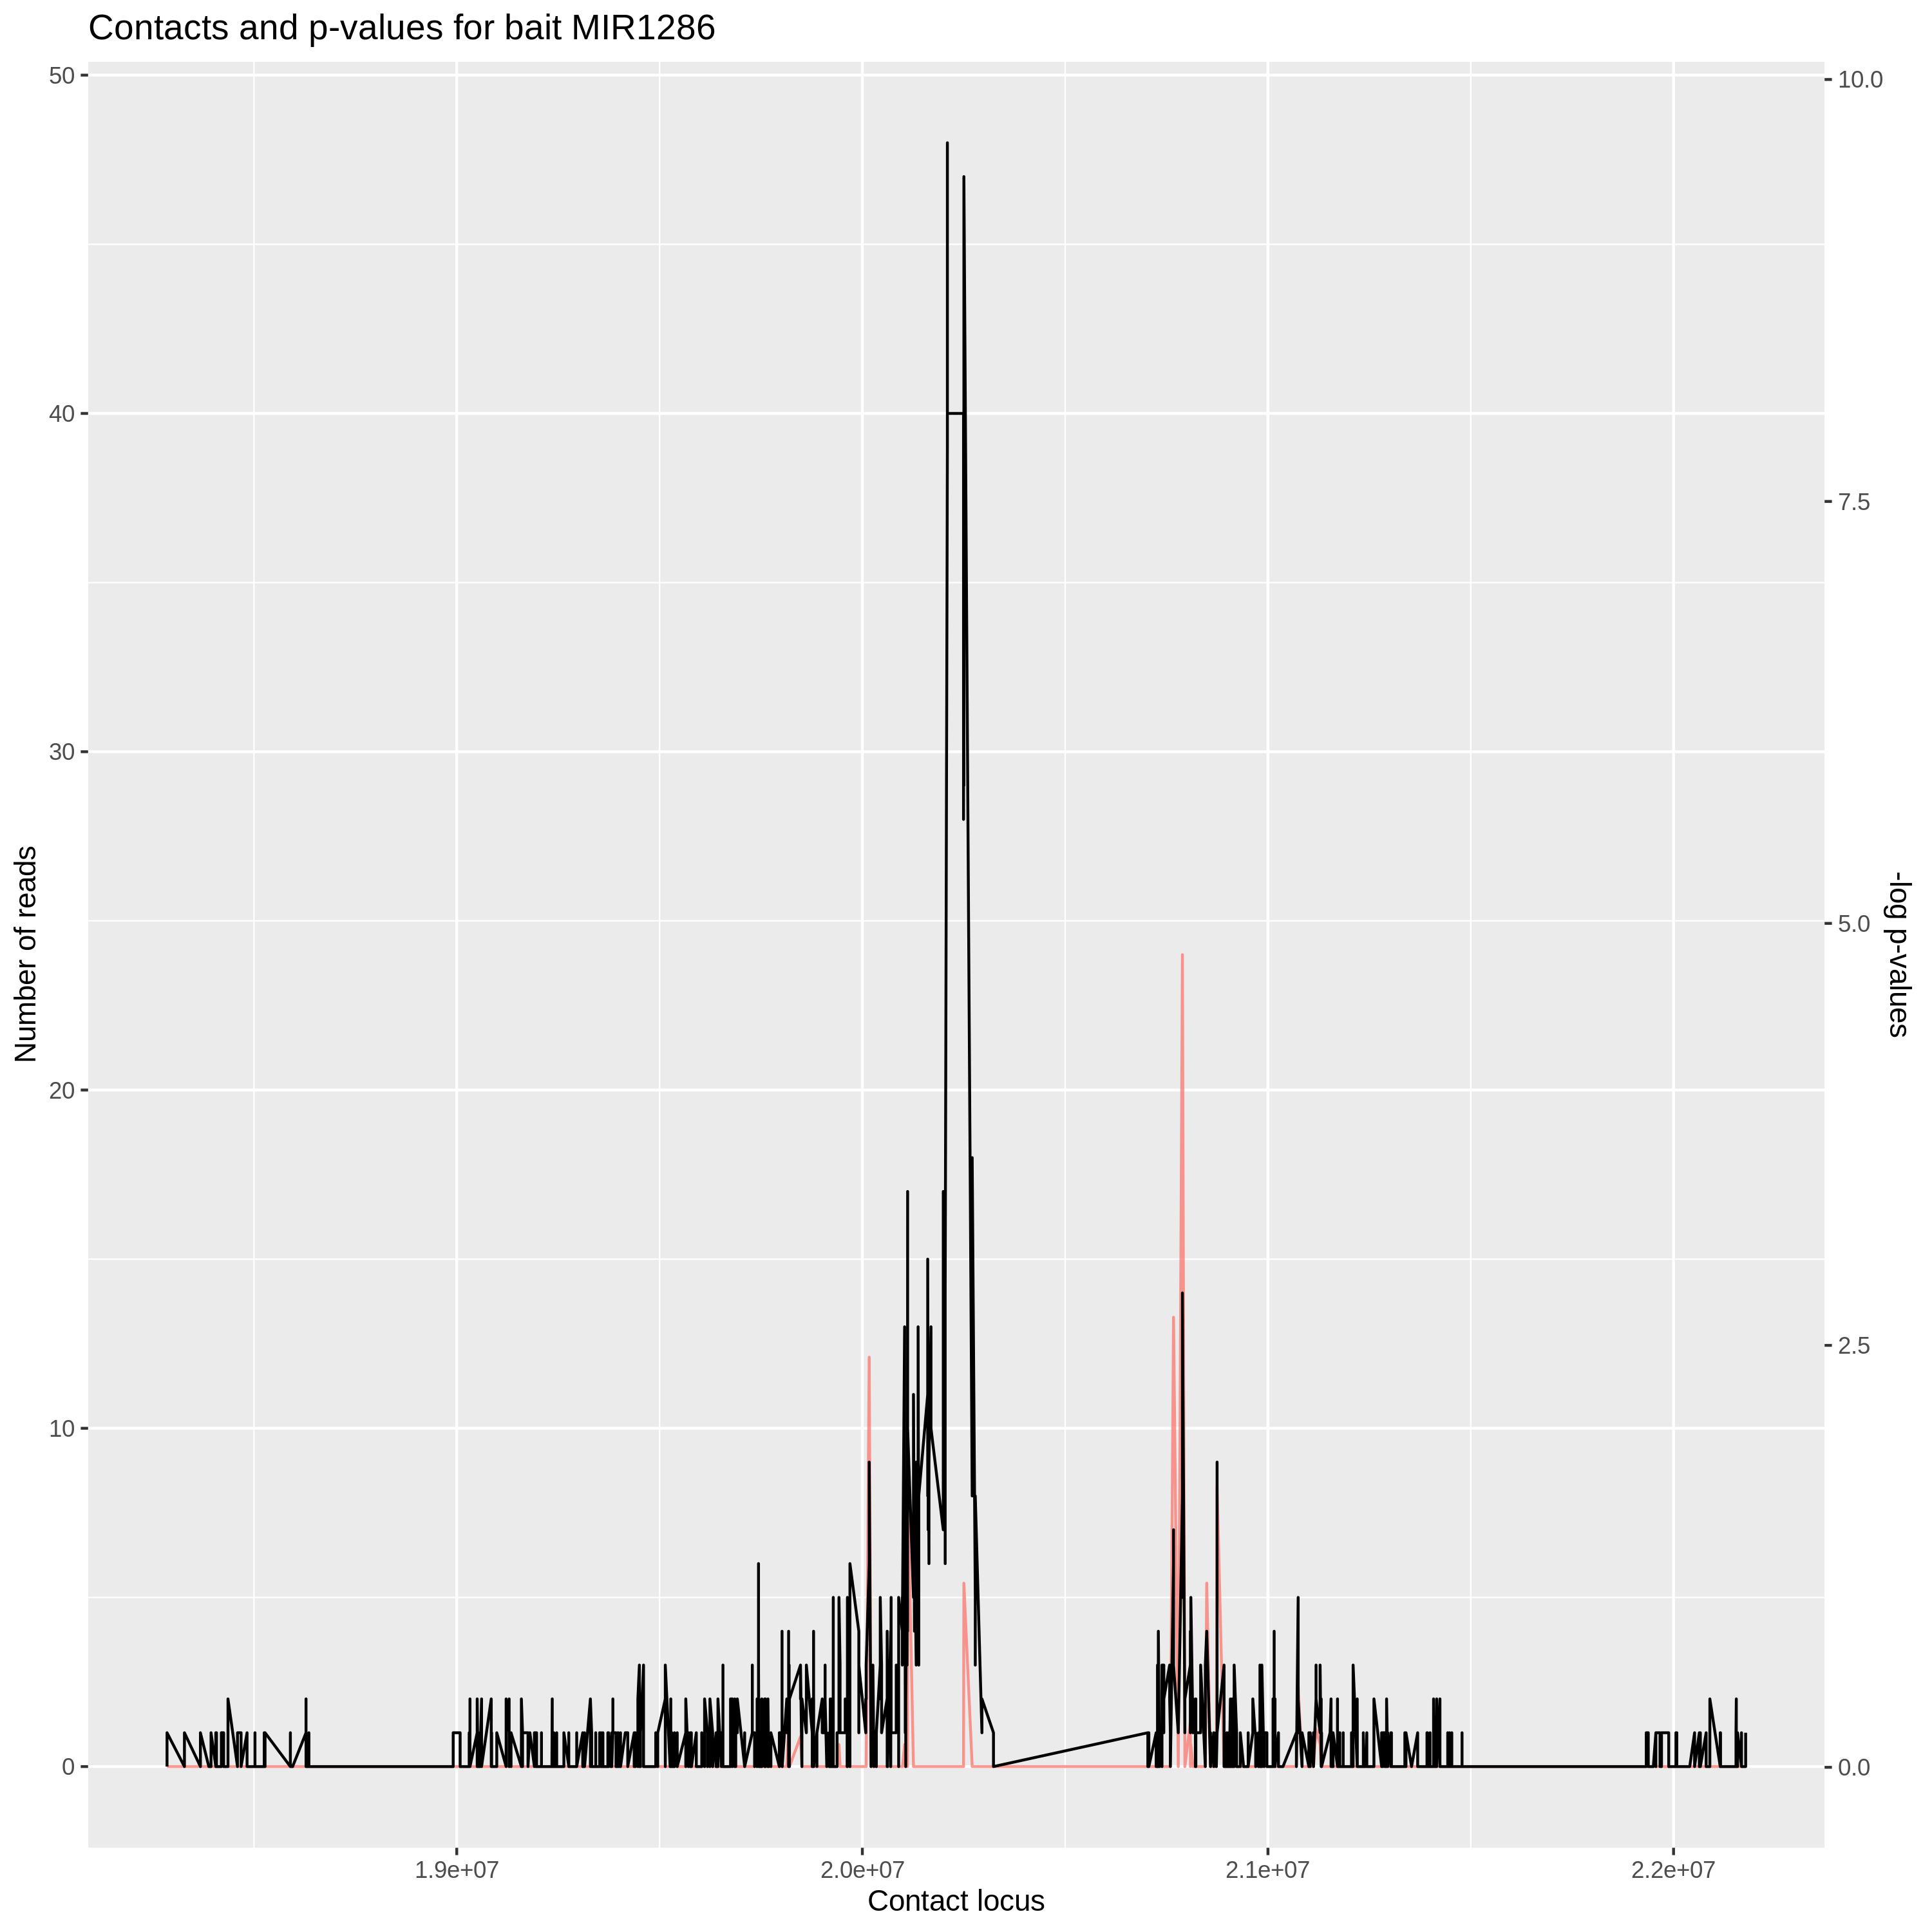 Contacts and p-values for bait MIR1286
50
40
30
20
10
0
Number of reads
10.0
7.5
5.0
2.5
0.0
-log p-values
1.9e+07 2.0e+07 2.1e+07 2.2e+07
Contact locus